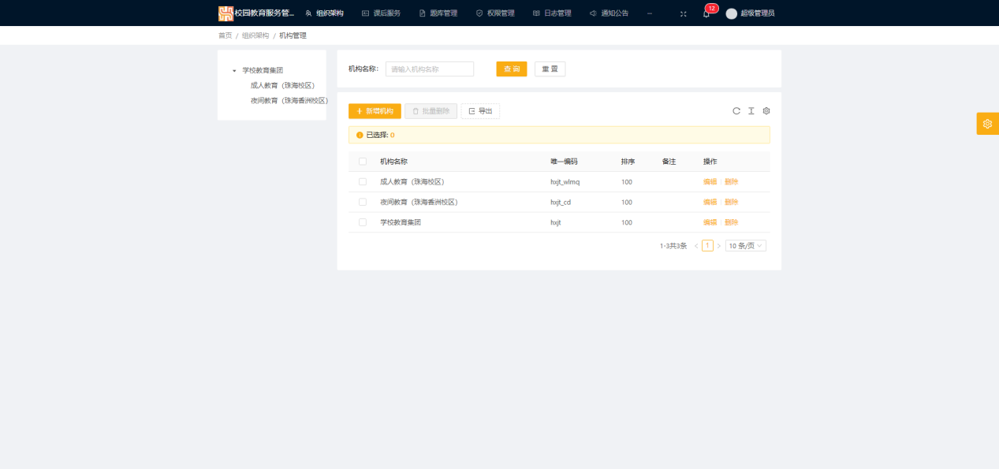 校园教育服务管... 组织架构 课后服务 题库管理 权限管理 日志管理 通知公告 12 超级管理员
首页 / 组织架构 / 机构管理
学校教育集团
成人教育（珠海校区）
夜间教育（珠海香洲校区）
机构名称: 请输入机构名称 查 询 重 置
新增机构 批量删除 导出
已选择: 0
机构名称 唯一编码 排序 备注 操作
成人教育（珠海校区） hxjt_wlmq 100 编辑 删除
夜间教育（珠海香洲校区） hxjt_cd 100 编辑 删除
学校教育集团 hxjt 100 编辑 删除
1-3共3条 < 1 > 10 条/页